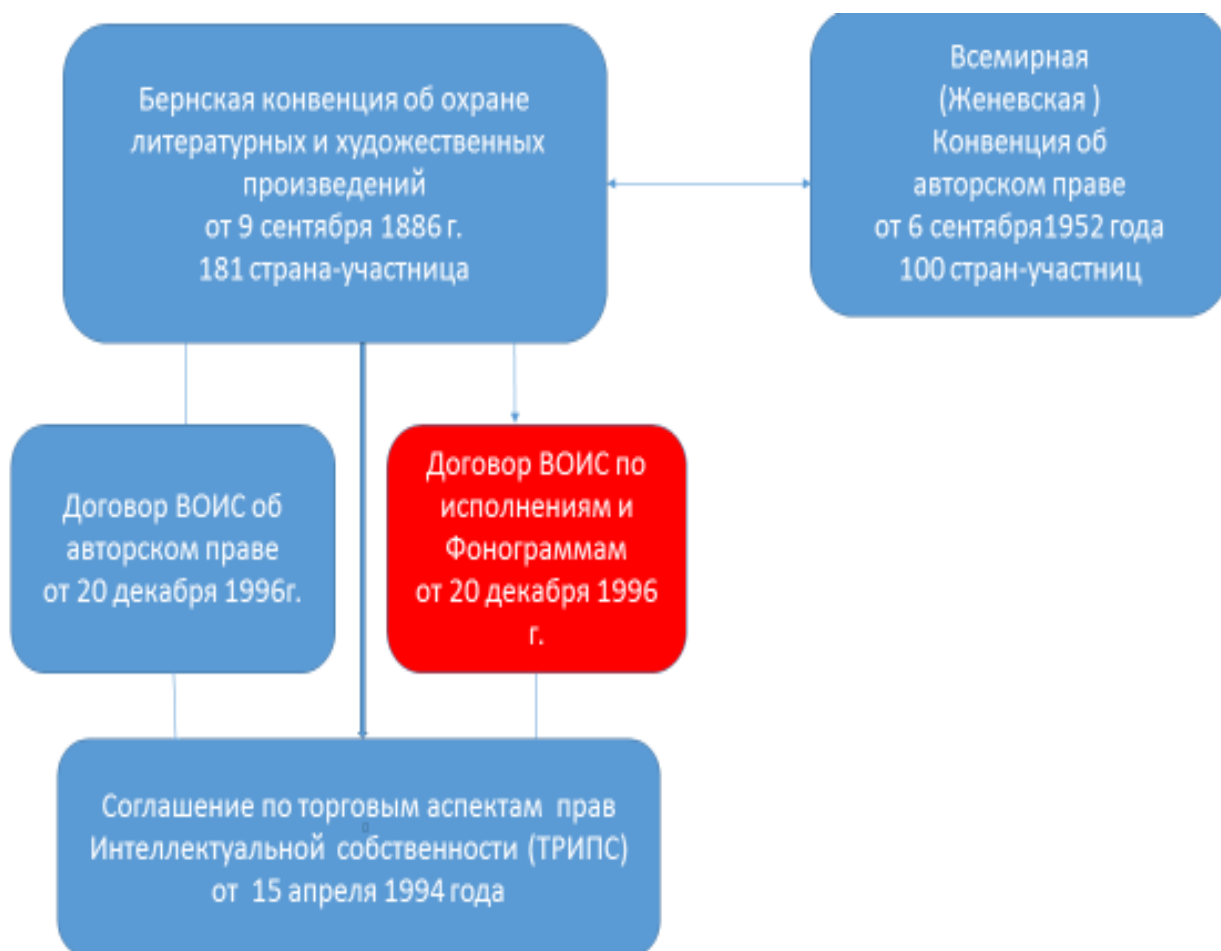 Бернская конвенция об охране
литературных и художественных
произведений
от 9 сентября 1886 г.
181 страна-участница
Всемирная
(Женевская )
Конвенция об
авторском праве
от 6 сентября1952 года
100 стран-участниц
Договор ВОИС об
авторском праве
от 20 декабря 1996г.
Договор ВОИС по
исполнениям и
Фонограммам
от 20 декабря 1996
г.
Соглашение по торговым аспектам прав
Интеллектуальной собственности (ТРИПС)
от 15 апреля 1994 года